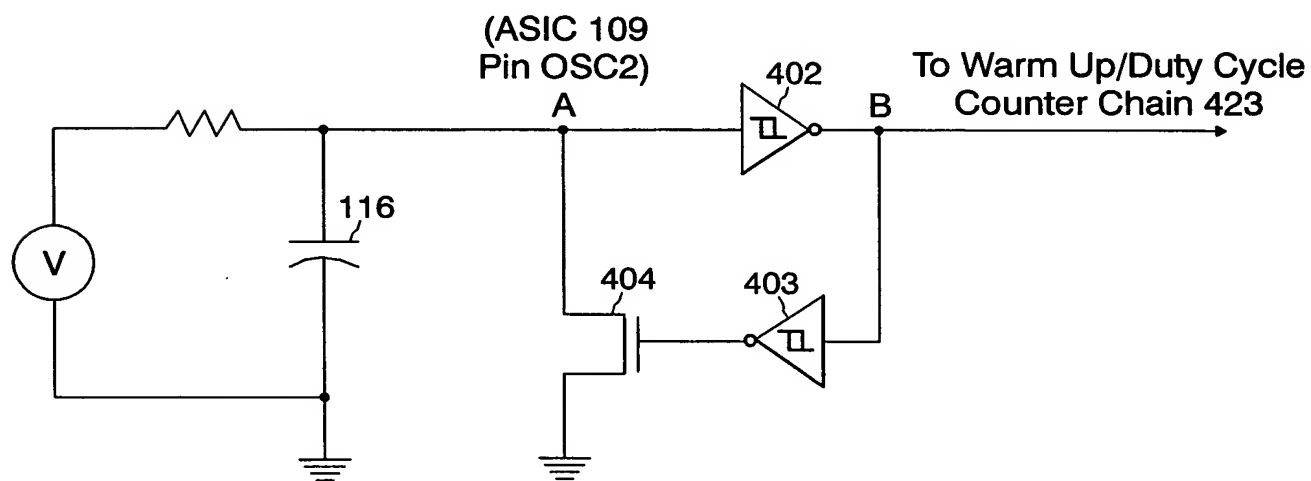 (ASIC 109
Pin OSC2)
A
402
B
To Warm Up/Duty Cycle
Counter Chain 423
116
V
404
403